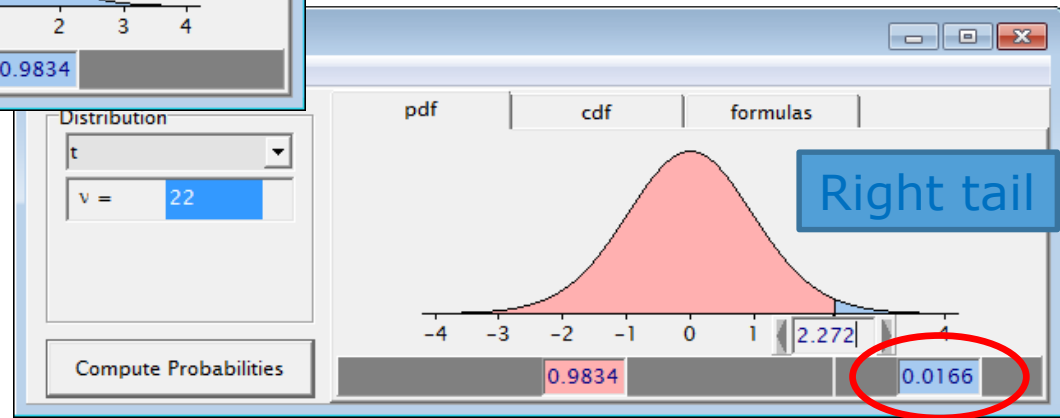 2 3 4
0.9834
Distribution
pdf cdf formulas
t
ν = 22
Right tail
-4 -3 -2 -1 0 1 2.272 4
Compute Probabilities
0.9834 0.0166